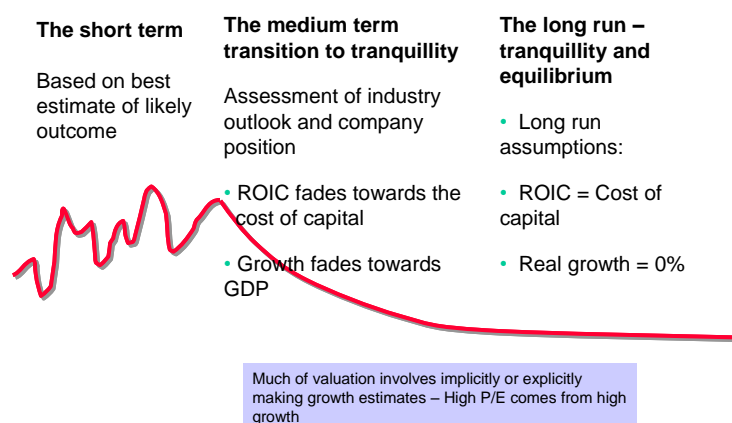 The short term
Based on best
estimate of likely
outcome
The medium term
transition to tranquillity
Assessment of industry
outlook and company
position
• ROIC fades towards the
cost of capital
• Growth fades towards
GDP
The long run –
tranquillity and
equilibrium
• Long run
assumptions:
• ROIC = Cost of
capital
• Real growth = 0%
Much of valuation involves implicitly or explicitly
making growth estimates – High P/E comes from high
growth